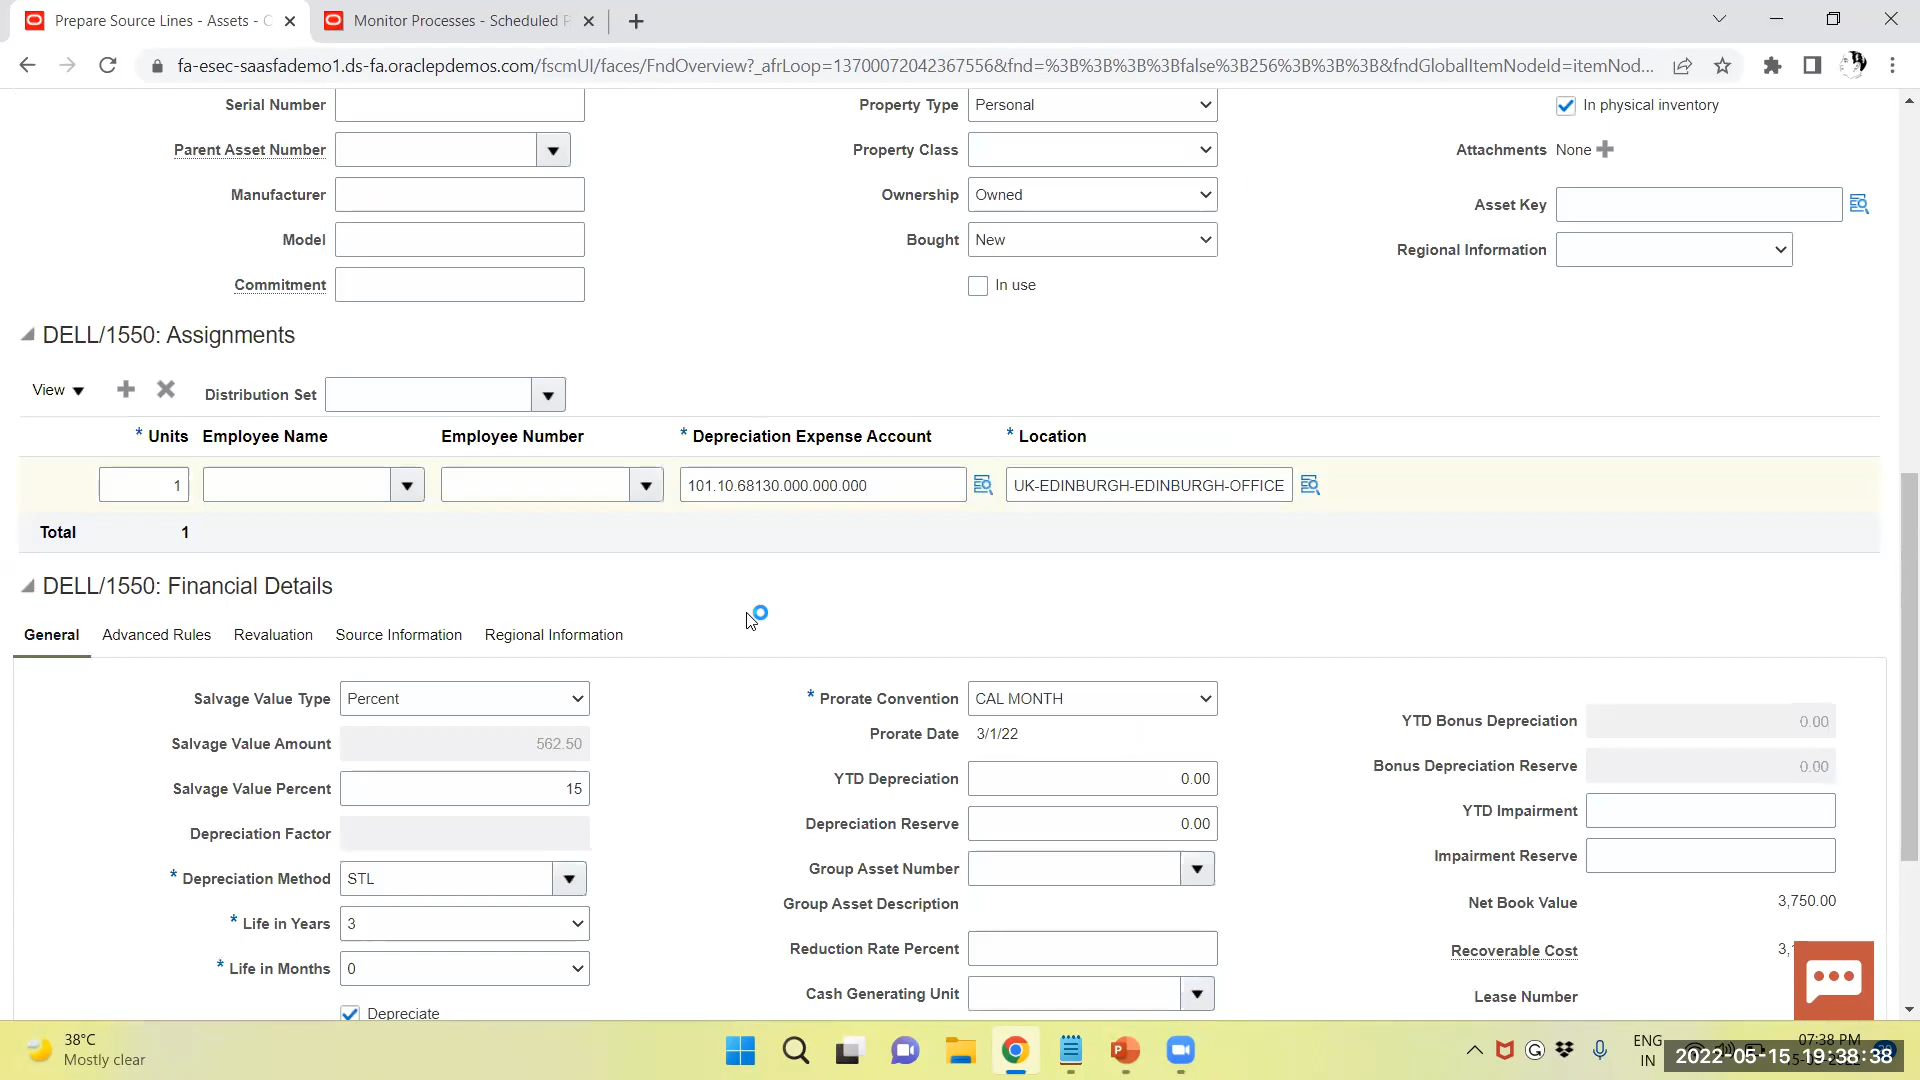 Prepare Source Lines - Assets - O
Monitor Processes - Scheduled P
fa-esec-saasfademo1.ds-fa.oraclepdemos.com/fscmUI/faces/FndOverview?_afrLoop=13700072042367556&fnd=%3B%3B%3B%3Bfalse%3B256%3B%3B%3B&fndGlobalItemNodeId=itemNod...
Serial Number
Property Type Personal
In physical inventory
Parent Asset Number
Property Class
Attachments None
Manufacturer
Ownership Owned
Asset Key
Model
Bought New
Regional Information
Commitment
In use
DELL/1550: Assignments
View
Distribution Set
* Units Employee Name Employee Number * Depreciation Expense Account * Location
1 101.10.68130.000.000.000 UK-EDINBURGH-EDINBURGH-OFFICE
Total 1
DELL/1550: Financial Details
General Advanced Rules Revaluation Source Information Regional Information
Salvage Value Type Percent
* Prorate Convention CAL MONTH
YTD Bonus Depreciation 0.00
Salvage Value Amount 562.50
Prorate Date 3/1/22
Bonus Depreciation Reserve 0.00
Salvage Value Percent 15
YTD Depreciation 0.00
YTD Impairment
Depreciation Factor
Depreciation Reserve 0.00
Impairment Reserve
* Depreciation Method STL
Group Asset Number
Net Book Value 3,750.00
Group Asset Description
* Life in Years 3
Reduction Rate Percent
Recoverable Cost
* Life in Months 0
Cash Generating Unit
Lease Number
Depreciate
38°C
Mostly clear
ENG
IN
07:38 PM
2022-05-15 19:38:38